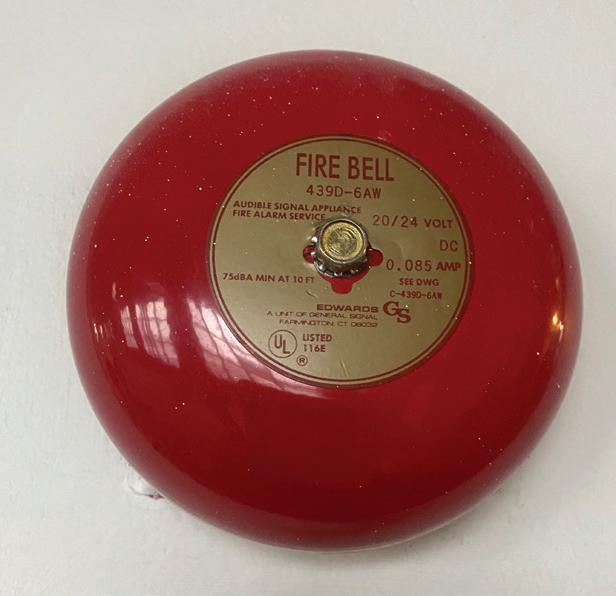 FIRE BELL
439D-6AW
AUDIBLE SIGNAL APPLIANCE
FIRE ALARM SERVICE
20/24 VOLT
DC
0.085 AMP
75dBA MIN AT 10 FT
SEE DWG
C-439D-6AW
EDWARDS GS
A UNIT OF GENERAL SIGNAL
FARMINGTON, CT 06032
UL LISTED
116E
®